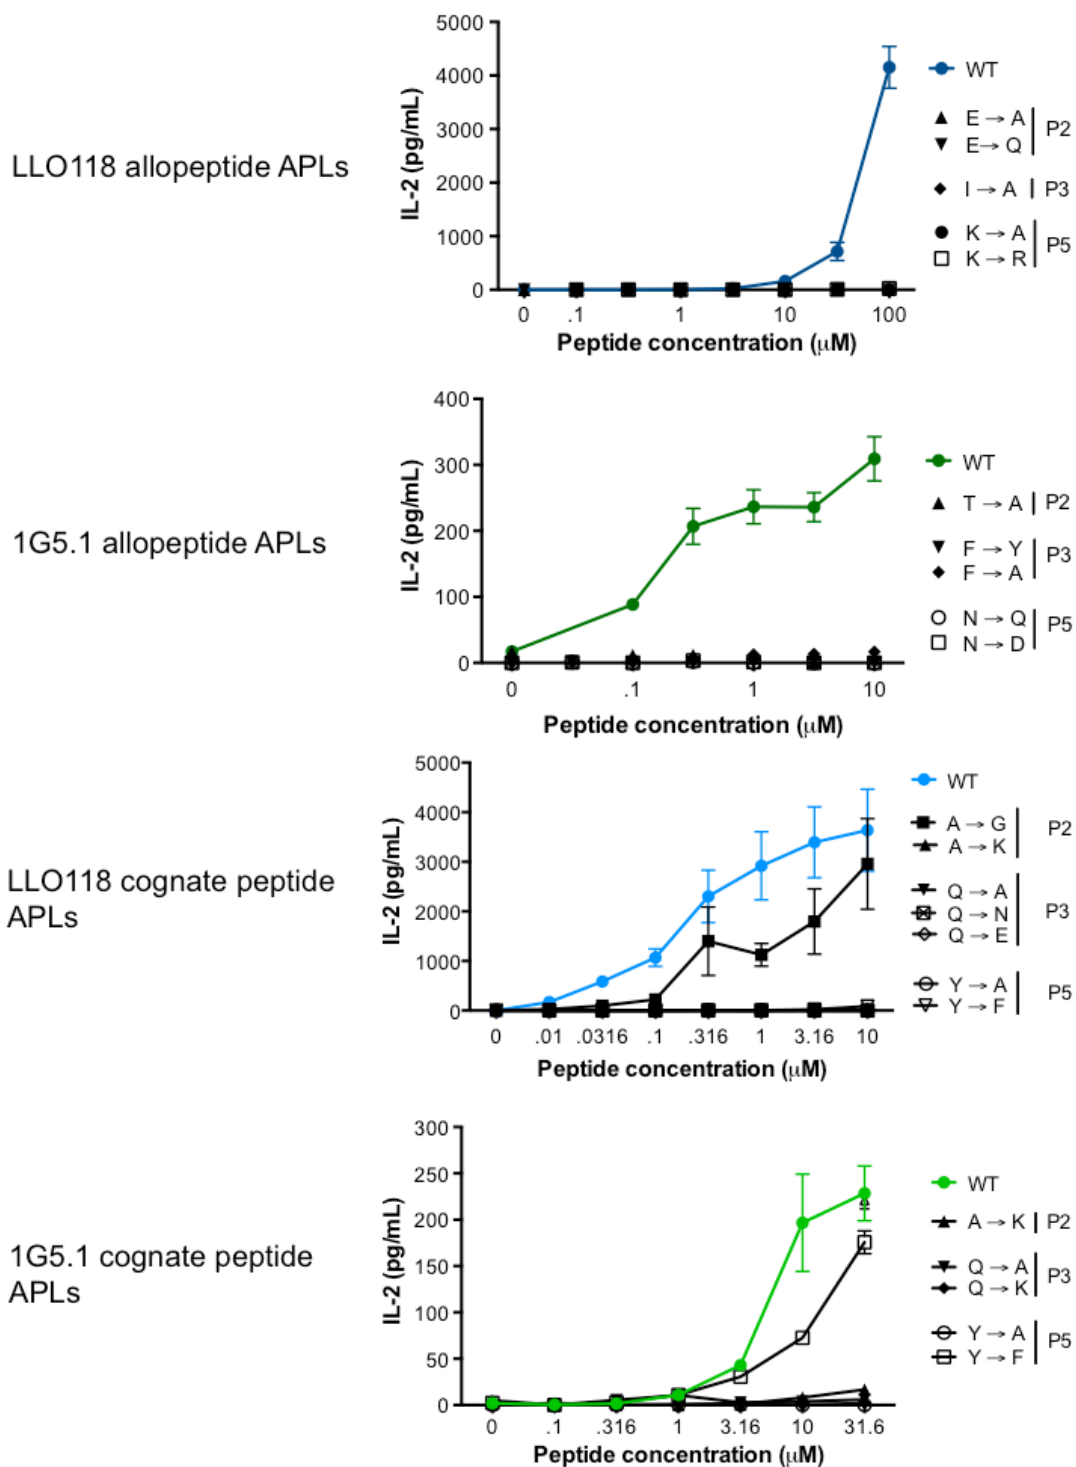 LLO118 allopeptide APLs
IL-2 (pg/mL)
5000
4000
3000
2000
1000
0
0 .1 1 10 100
Peptide concentration (μM)
WT
E → A
E → Q
P2
I → A
P3
K → A
K → R
P5
1G5.1 allopeptide APLs
IL-2 (pg/mL)
400
300
200
100
0
0 .1 1 10
Peptide concentration (μM)
WT
T → A
P2
F → Y
F → A
P3
N → Q
N → D
P5
LLO118 cognate peptide
APLs
IL-2 (pg/mL)
5000
4000
3000
2000
1000
0
0 .01 .0316 .1 .316 1 3.16 10
Peptide concentration (μM)
WT
A → G
A → K
P2
Q → A
Q → N
Q → E
P3
Y → A
Y → F
P5
1G5.1 cognate peptide
APLs
IL-2 (pg/mL)
300
250
200
150
100
50
0
0 .1 .316 1 3.16 10 31.6
Peptide concentration (μM)
WT
A → K
P2
Q → A
Q → K
P3
Y → A
Y → F
P5